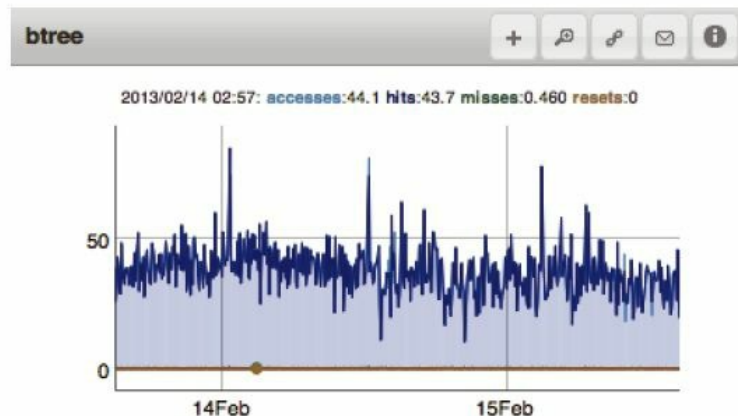 btree
2013/02/14 02:57: accesses:44.1 hits:43.7 misses:0.460 resets:0
50
0
14Feb 15Feb